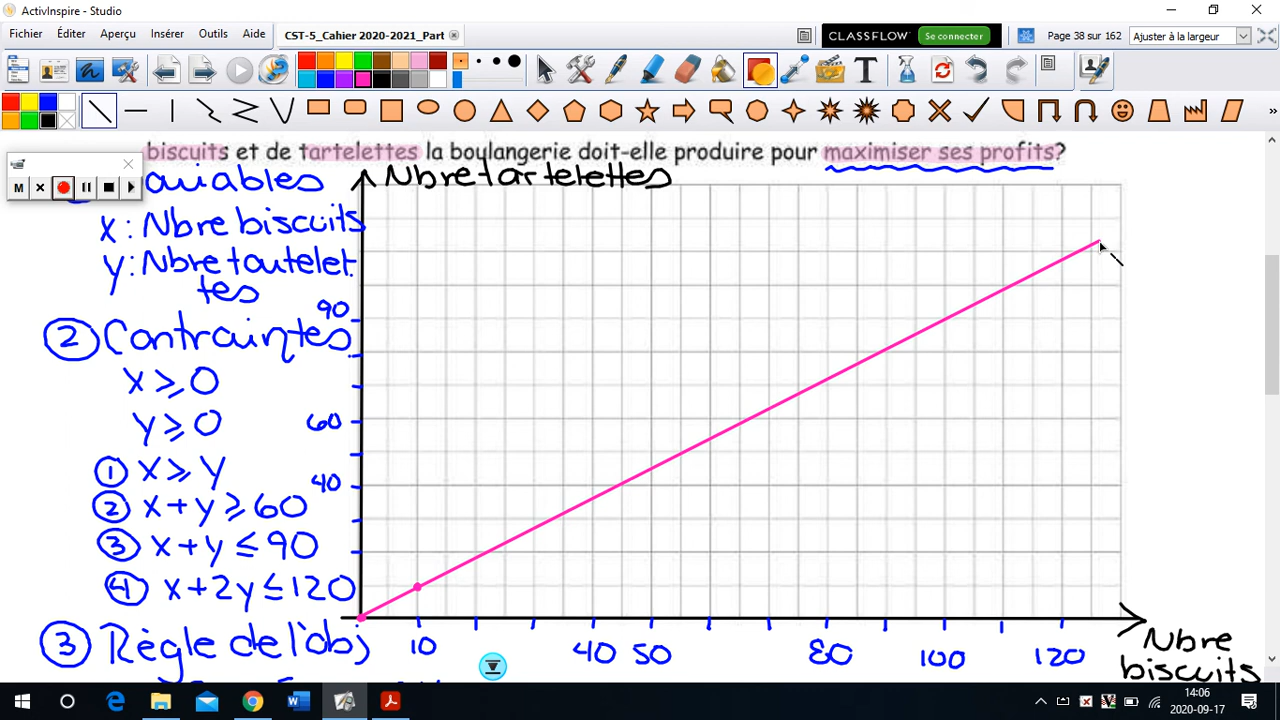 ActivInspire - Studio
Fichier Éditer Aperçu Insérer Outils Aide
CST-5_Cahier 2020-2021_Part
CLASSFLOW Se connecter
Page 38 sur 162
Ajuster à la largeur
biscuits et de tartelettes la boulangerie doit-elle produire pour maximiser ses profits?
M
Nbre tartelettes
x: Nbre biscuits
y: Nbre tartelet
tes
② Contraintes
x ≥ 0
y ≥ 0
① x ≥ y
② x + y ≥ 60
③ x + y ≤ 90
④ x + 2y ≤ 120
③ Règle de l'obj
90
60
40
10 40 50 80 100 120
Nbre
biscuits
14:06
2020-09-17